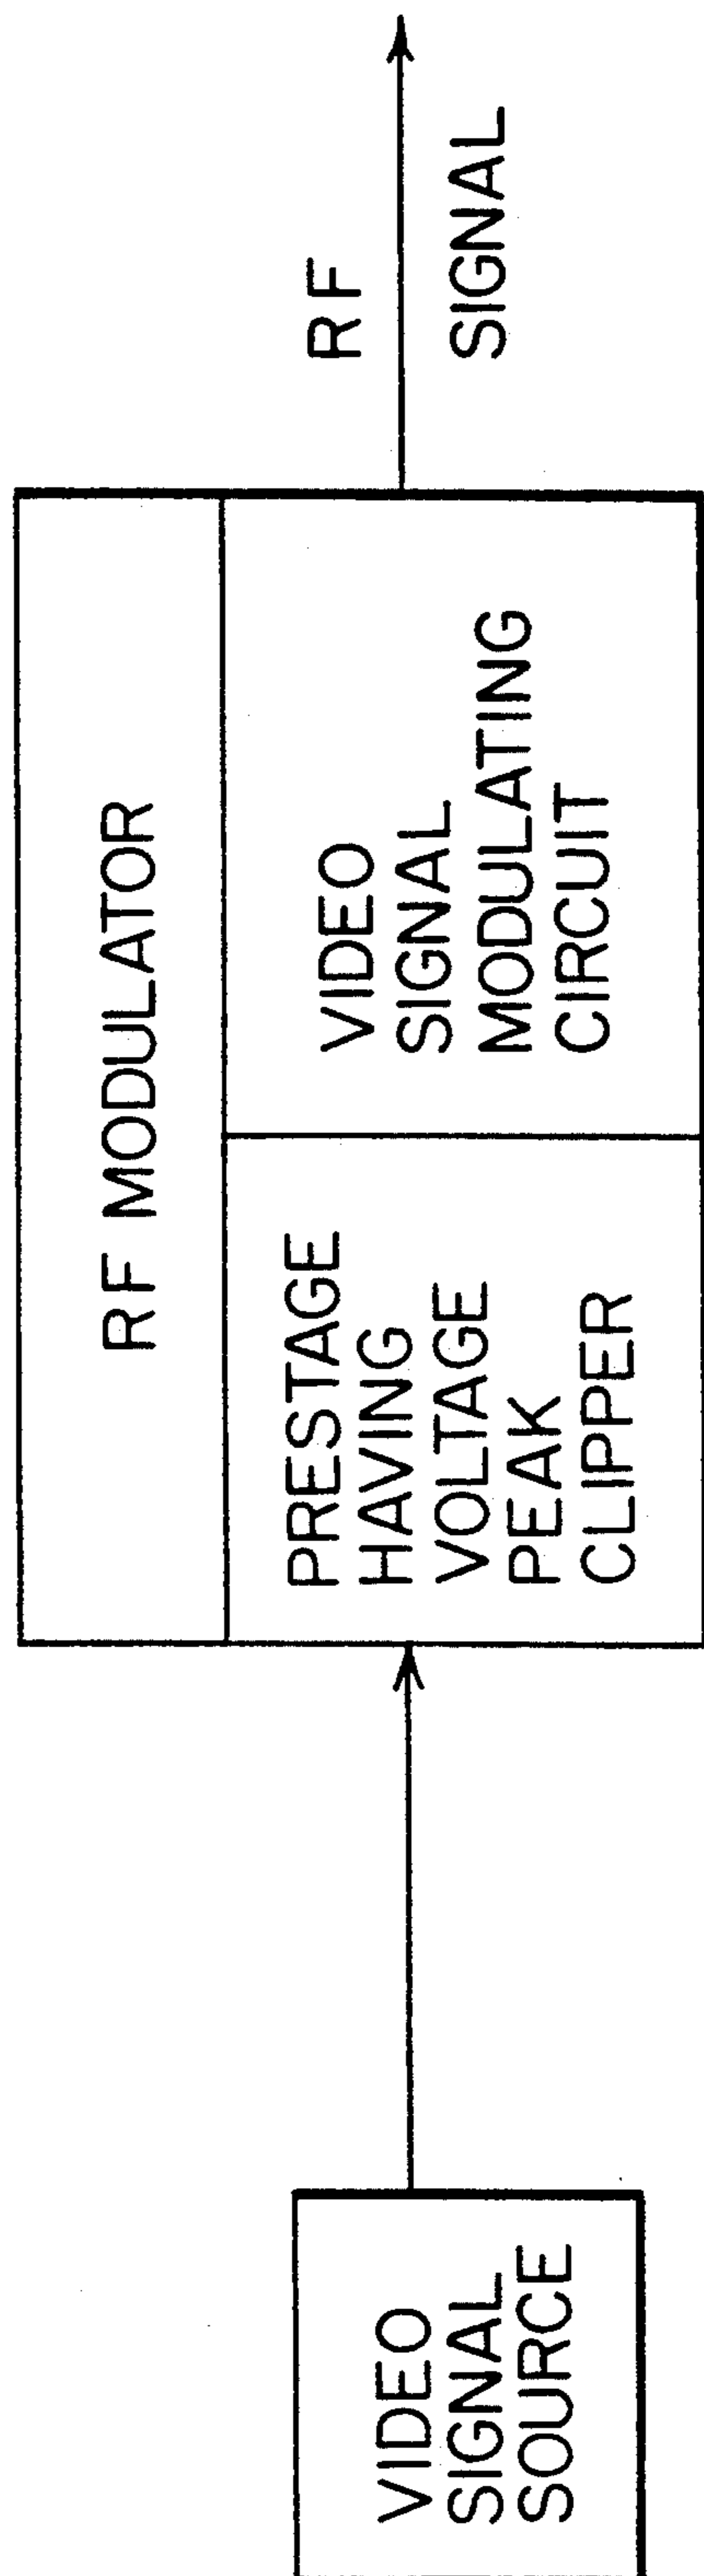 VIDEO
SIGNAL
SOURCE
RF MODULATOR
PRESTAGE
HAVING
VOLTAGE
PEAK
CLIPPER
VIDEO
SIGNAL
MODULATING
CIRCUIT
RF
SIGNAL